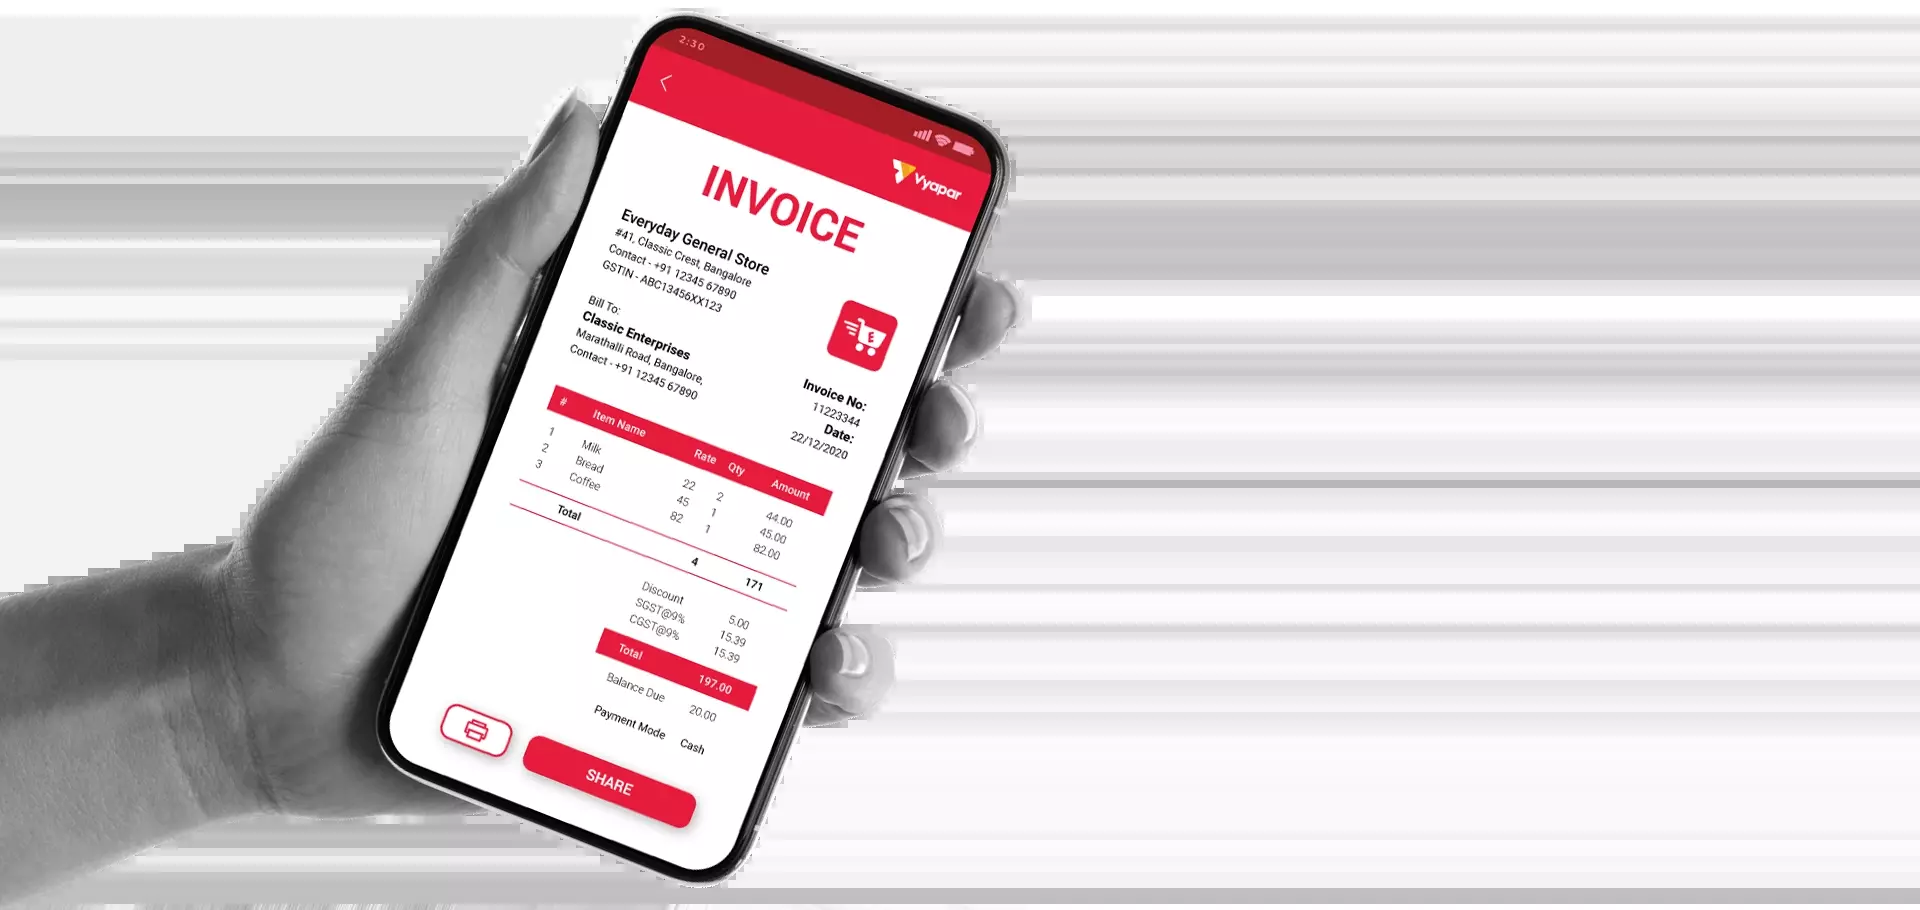 2:30
Vyapar
INVOICE
Everyday General Store
#41, Classic Crest, Bangalore
Contact - +91 12345 67890
GSTIN - ABC13456XX123
Bill To:
Classic Enterprises
Marathalli Road, Bangalore,
Contact - +91 12345 67890
Invoice No:
11223344
Date:
22/12/2020
# Item Name Rate Qty Amount
1 Milk 22 2 44.00
2 Bread 45 1 45.00
3 Coffee 82 1 82.00
Total 4 171
Discount 5.00
SGST@9% 15.39
CGST@9% 15.39
Total 197.00
Balance Due 20.00
Payment Mode Cash
SHARE